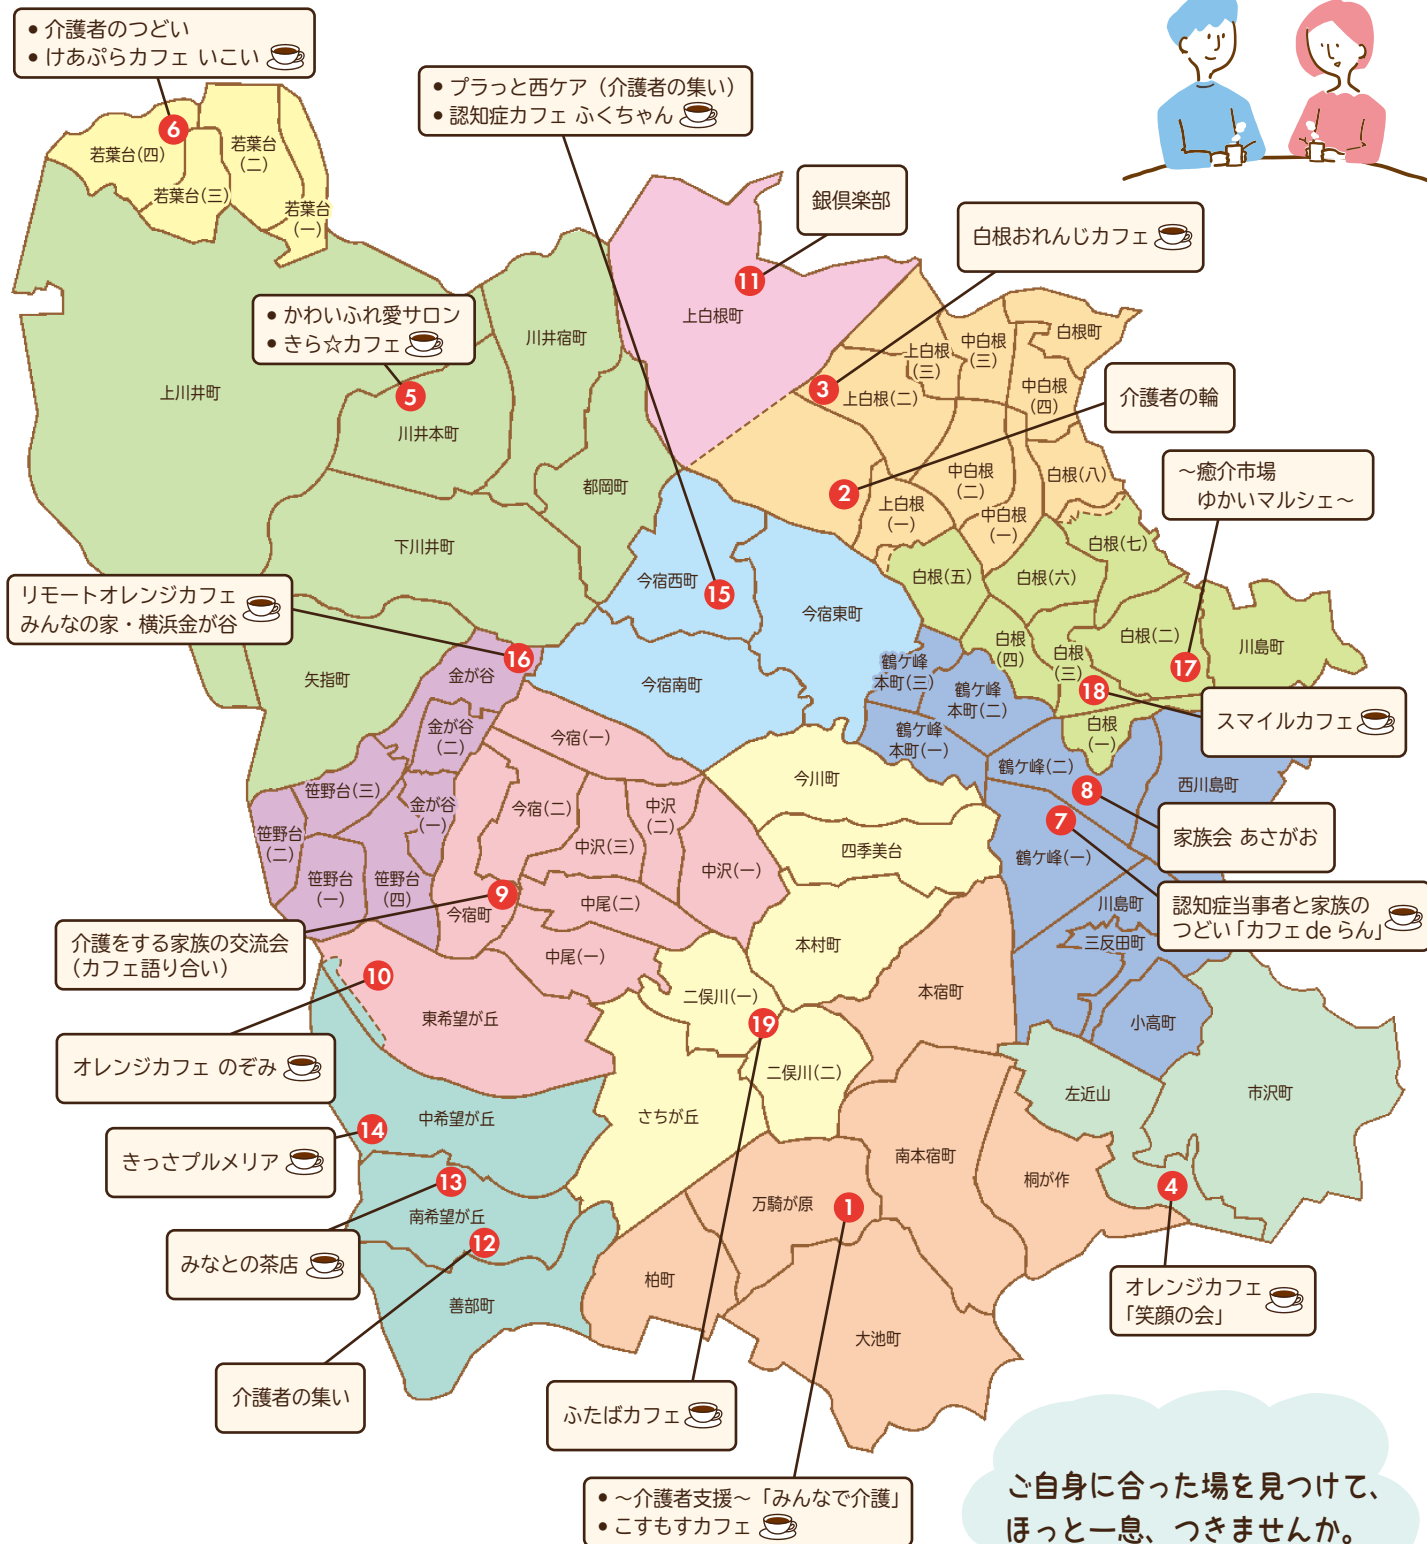 • 介護者のつどい
• けあぷらカフェ いこい
• プラっと西ケア（介護者の集い）
• 認知症カフェ ふくちゃん
銀倶楽部
白根おれんじカフェ
• かわいふれ愛サロン
• きら☆カフェ
介護者の輪
〜癒介市場
ゆかいマルシェ〜
リモートオレンジカフェ
みんなの家・横浜金が谷
スマイルカフェ
家族会 あさがお
認知症当事者と家族の
つどい「カフェ de らん」
介護をする家族の交流会
（カフェ語り合い）
オレンジカフェ のぞみ
きっさプルメリア
みなとの茶店
介護者の集い
ふたばカフェ
• 〜介護者支援〜「みんなで介護」
• こすもすカフェ
オレンジカフェ
「笑顔の会」
6
若葉台(四)
若葉台
(二)
若葉台(三)
若葉台
(一)
上川井町
5
川井本町
川井宿町
都岡町
下川井町
矢指町
11
上白根町
3
上白根(二)
上白根
(三)
中白根
(三)
白根町
中白根
(四)
2
上白根
(一)
中白根
(二)
中白根
(一)
白根(八)
白根(七)
白根(五)
白根(六)
白根
(四)
白根
(三)
白根(二)
17
18
白根
(一)
川島町
今宿西町
15
今宿東町
今宿南町
16
金が谷
金が谷
(二)
金が谷
(一)
笹野台(三)
笹野台
(二)
笹野台
(一)
笹野台
(四)
今宿(一)
今宿(二)
中沢
(二)
中沢(三)
中沢(一)
9
今宿町
中尾(二)
中尾(一)
10
東希望が丘
鶴ケ峰
本町(三)
鶴ケ峰
本町(二)
鶴ケ峰
本町(一)
鶴ケ峰(二)
8
7
鶴ケ峰(一)
西川島町
川島町
三反田町
小高町
今川町
四季美台
本村町
二俣川(一)
19
二俣川(二)
さちが丘
本宿町
南本宿町
桐が作
左近山
市沢町
4
万騎が原
1
柏町
大池町
14
中希望が丘
13
南希望が丘
12
善部町
ご自身に合った場を見つけて、
ほっと一息、つきませんか。